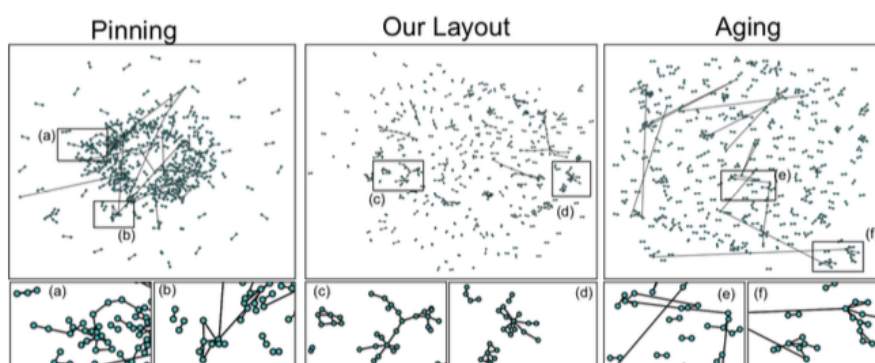 Pinning Our Layout Aging
(a)
(b)
(c)
(d)
(e)
(f)
(a) (b) (c) (d) (e) (f)